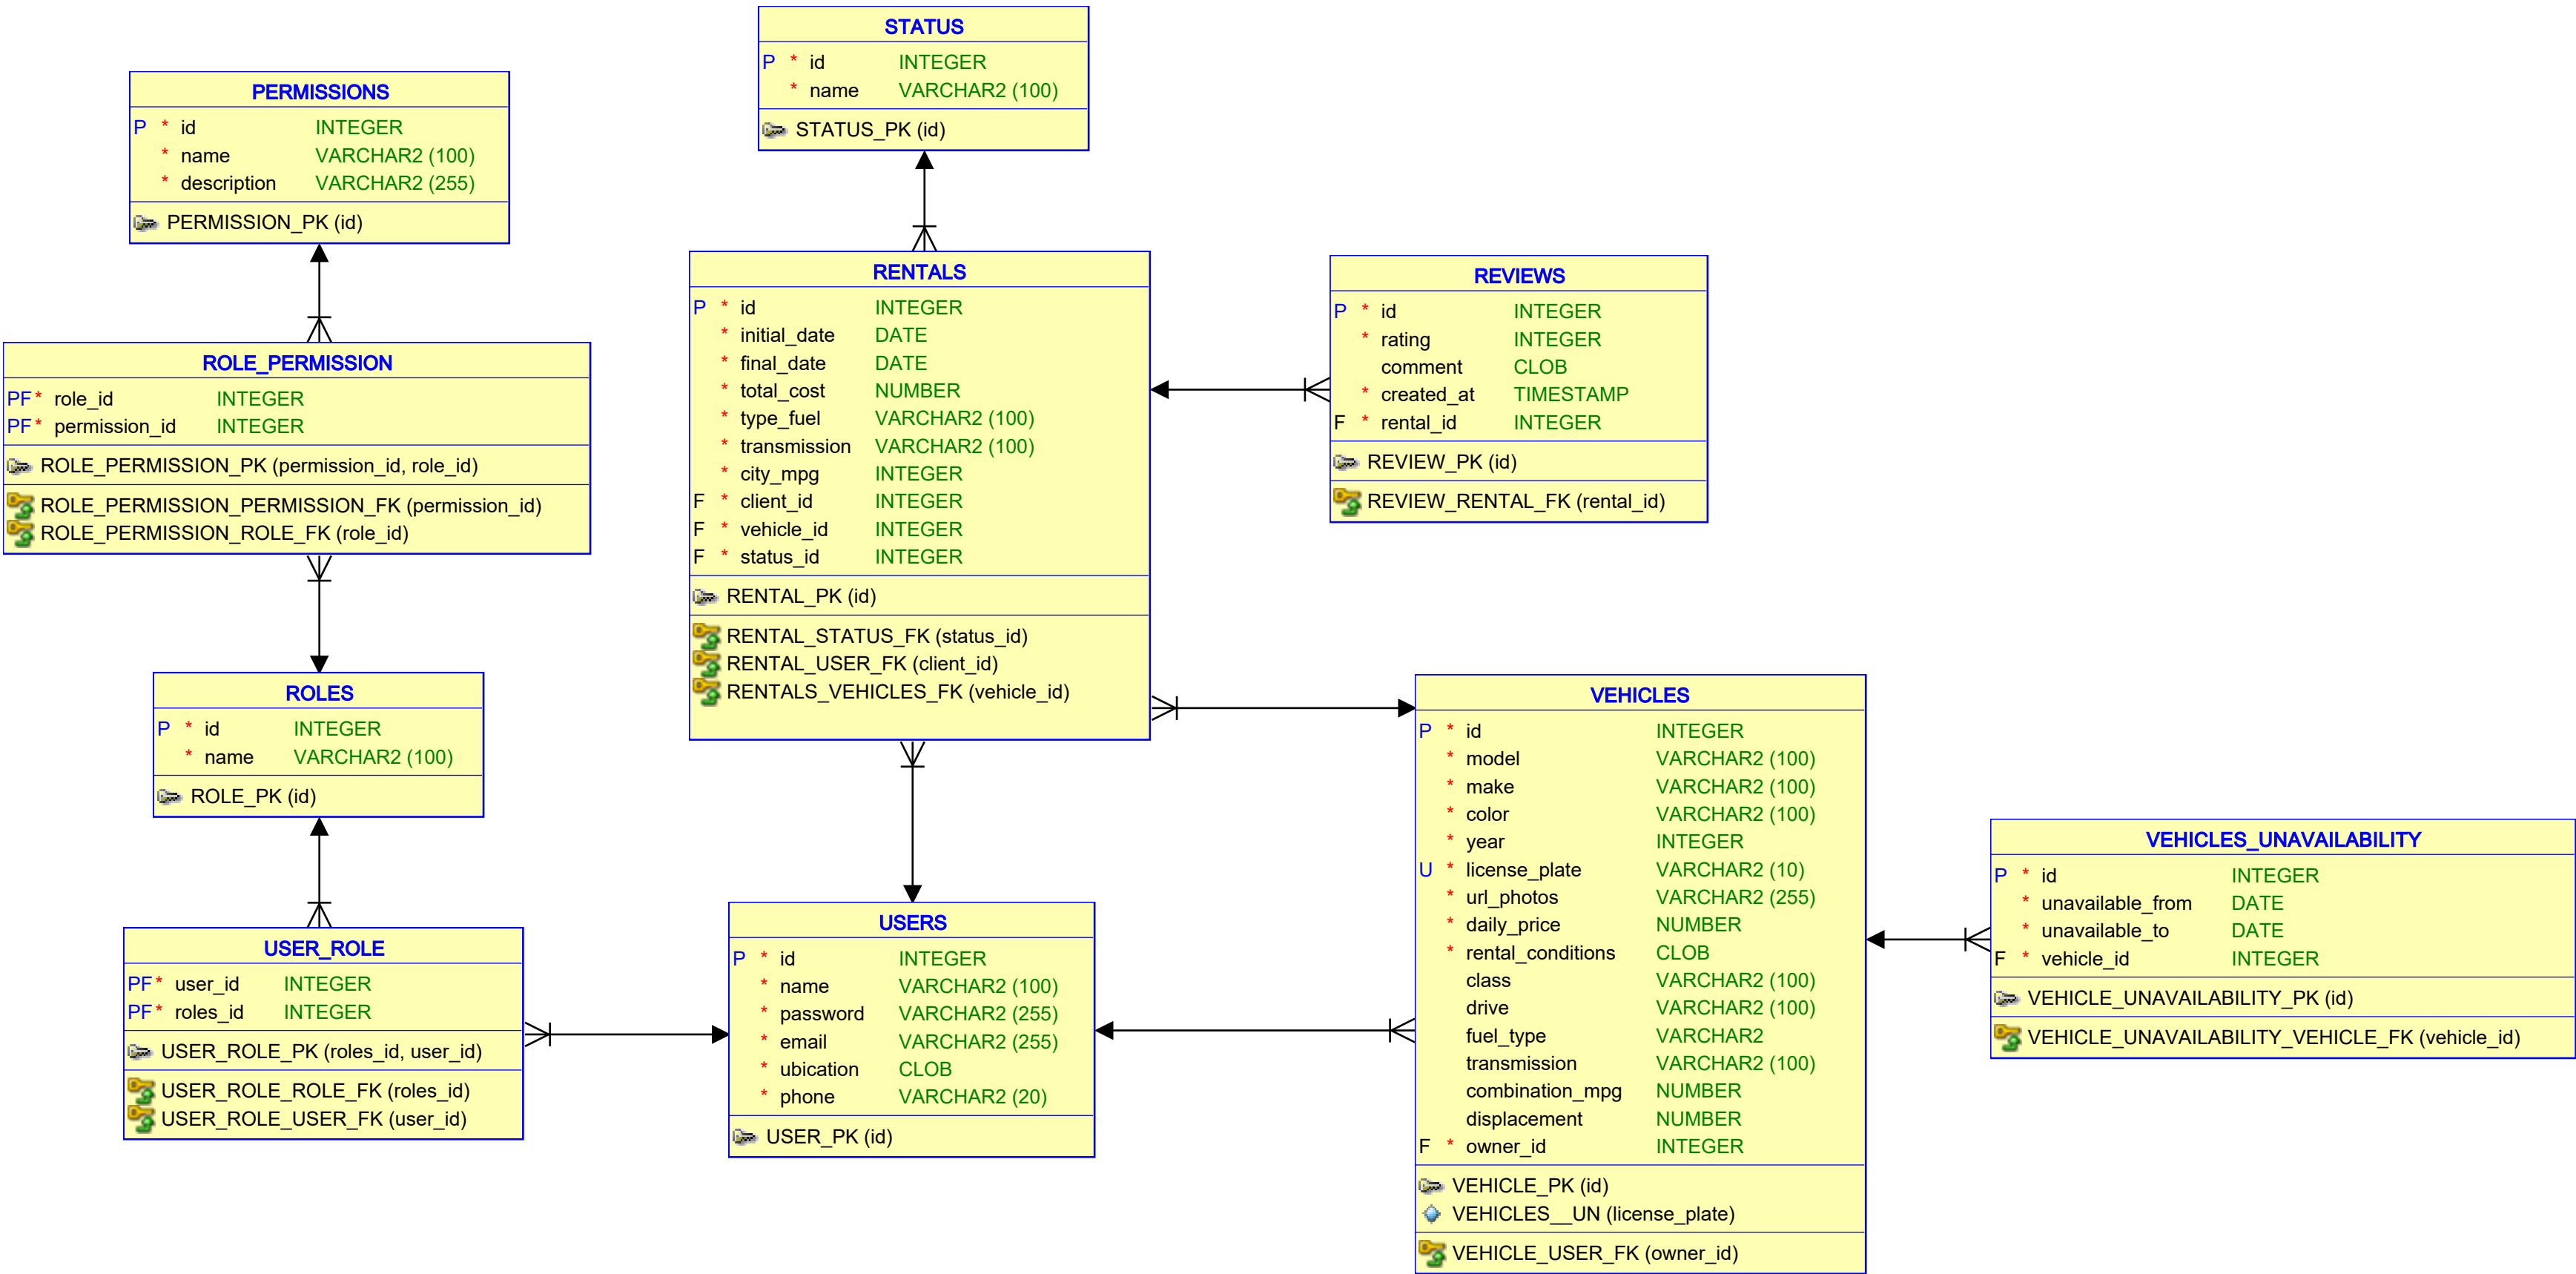 STATUS
P * id INTEGER
* name VARCHAR2 (100)
STATUS_PK (id)
PERMISSIONS
P * id INTEGER
* name VARCHAR2 (100)
* description VARCHAR2 (255)
PERMISSION_PK (id)
RENTALS
P * id INTEGER
* initial_date DATE
* final_date DATE
* total_cost NUMBER
* type_fuel VARCHAR2 (100)
* transmission VARCHAR2 (100)
* city_mpg INTEGER
F * client_id INTEGER
F * vehicle_id INTEGER
F * status_id INTEGER
RENTAL_PK (id)
RENTAL_STATUS_FK (status_id)
RENTAL_USER_FK (client_id)
RENTALS_VEHICLES_FK (vehicle_id)
REVIEWS
P * id INTEGER
* rating INTEGER
comment CLOB
* created_at TIMESTAMP
F * rental_id INTEGER
REVIEW_PK (id)
REVIEW_RENTAL_FK (rental_id)
ROLE_PERMISSION
PF * role_id INTEGER
PF * permission_id INTEGER
ROLE_PERMISSION_PK (permission_id, role_id)
ROLE_PERMISSION_PERMISSION_FK (permission_id)
ROLE_PERMISSION_ROLE_FK (role_id)
ROLES
P * id INTEGER
* name VARCHAR2 (100)
ROLE_PK (id)
VEHICLES
P * id INTEGER
* model VARCHAR2 (100)
* make VARCHAR2 (100)
* color VARCHAR2 (100)
* year INTEGER
U * license_plate VARCHAR2 (10)
* url_photos VARCHAR2 (255)
* daily_price NUMBER
* rental_conditions CLOB
class VARCHAR2 (100)
drive VARCHAR2 (100)
fuel_type VARCHAR2
transmission VARCHAR2 (100)
combination_mpg NUMBER
displacement NUMBER
F * owner_id INTEGER
VEHICLE_PK (id)
VEHICLES__UN (license_plate)
VEHICLE_USER_FK (owner_id)
VEHICLES_UNAVAILABILITY
P * id INTEGER
* unavailable_from DATE
* unavailable_to DATE
F * vehicle_id INTEGER
VEHICLE_UNAVAILABILITY_PK (id)
VEHICLE_UNAVAILABILITY_VEHICLE_FK (vehicle_id)
USERS
P * id INTEGER
* name VARCHAR2 (100)
* password VARCHAR2 (255)
* email VARCHAR2 (255)
* ubication CLOB
* phone VARCHAR2 (20)
USER_PK (id)
USER_ROLE
PF * user_id INTEGER
PF * roles_id INTEGER
USER_ROLE_PK (roles_id, user_id)
USER_ROLE_ROLE_FK (roles_id)
USER_ROLE_USER_FK (user_id)